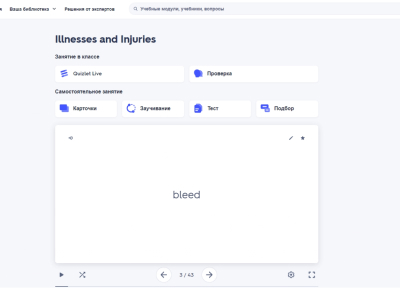 Ваша библиотека Решения от экспертов Учебные модули, учебники, вопросы
Illnesses and Injuries
Занятие в классе
Quizlet Live Проверка
Самостоятельное занятие
Карточки Заучивание Тест Подбор
bleed
3 / 43